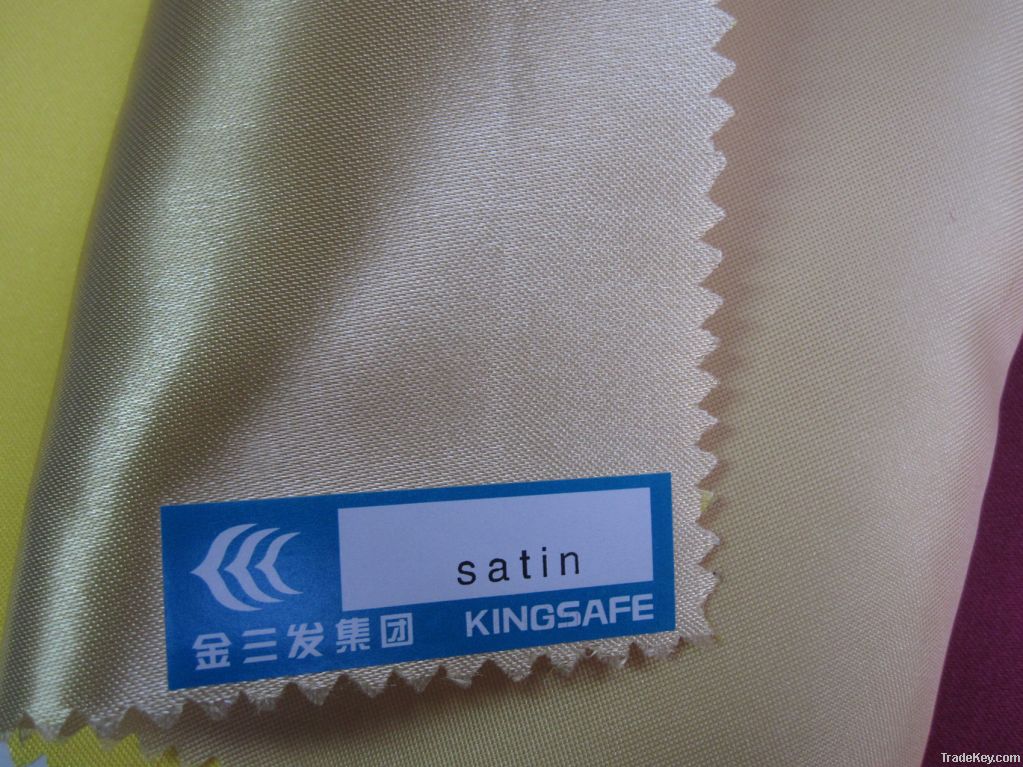 satin
金三发集团 KINGSAFE
TradeKey.com